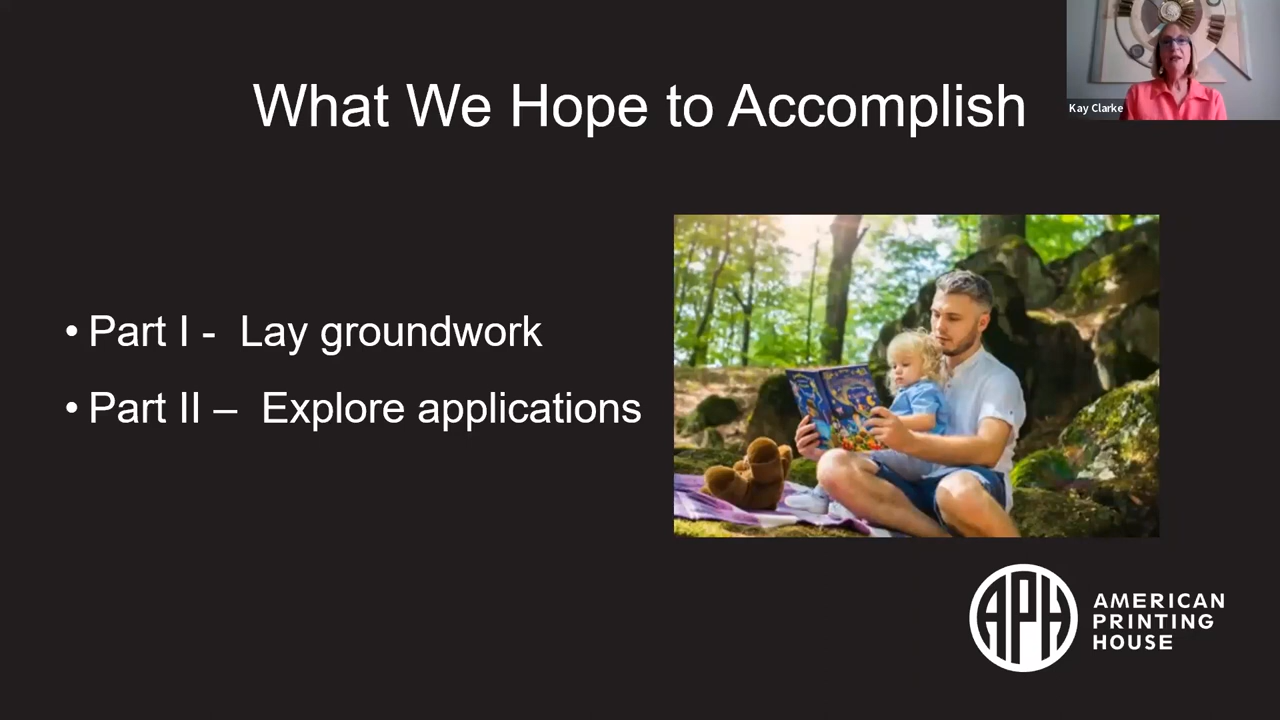 What We Hope to Accomplish
Kay Clarke
• Part I - Lay groundwork
• Part II – Explore applications
APH
AMERICAN
PRINTING
HOUSE